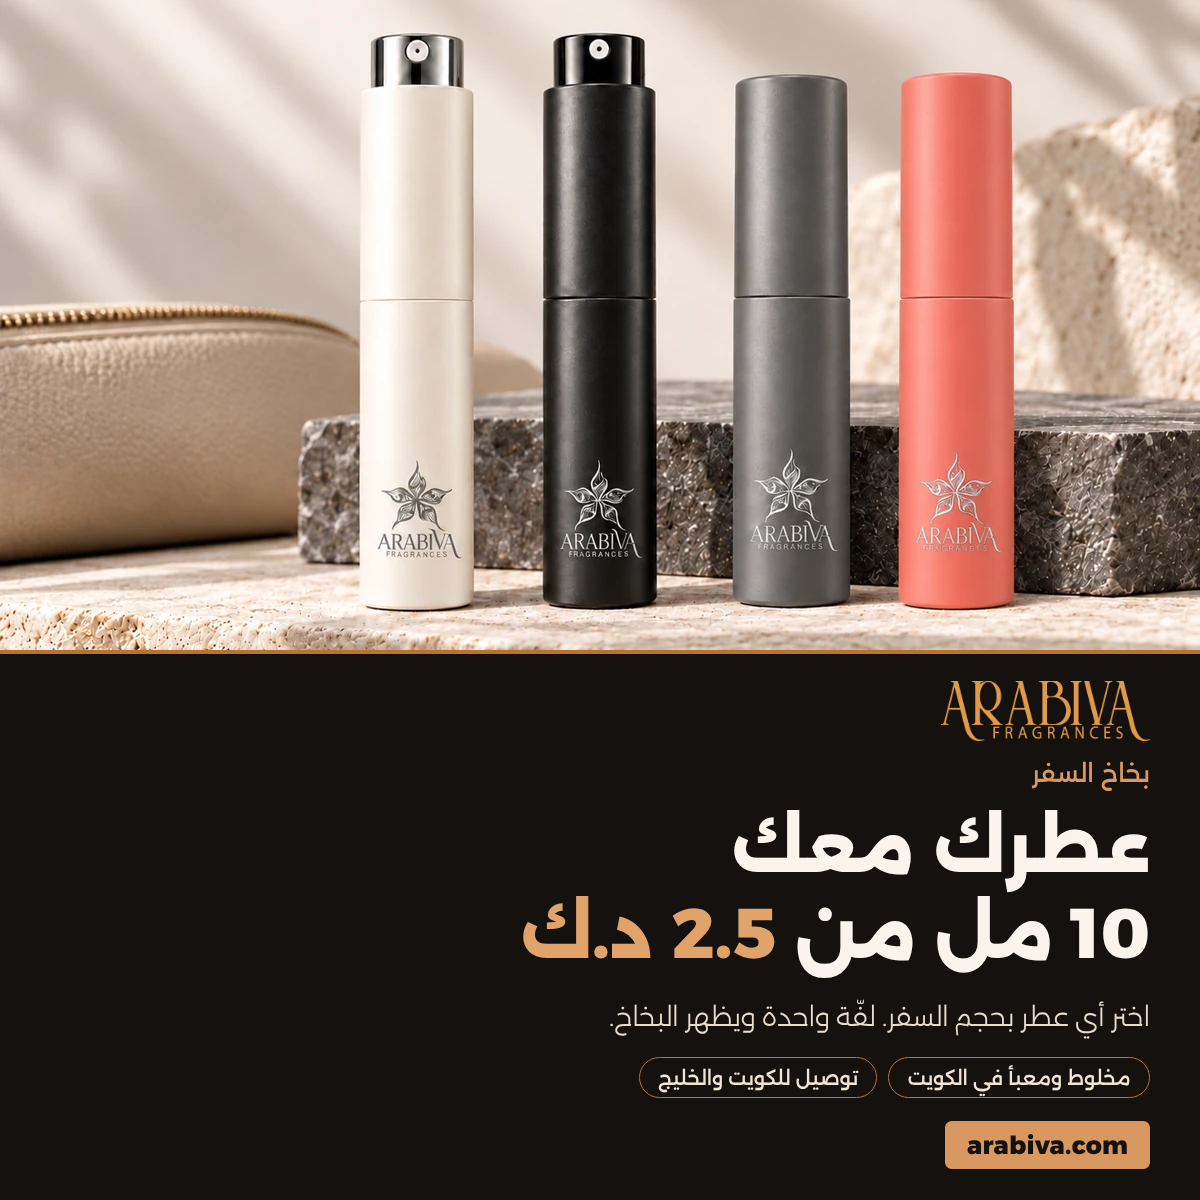 ARABIVA
FRAGRANCES
ARABIVA
FRAGRANCES
ARABIVA
FRAGRANCES
ARABIVA
FRAGRANCES
ARABIVA
FRAGRANCES
بخاخ السفر
عطرك معك
10 مل من 2.5 د.ك
اختر أي عطر بحجم السفر. لفّة واحدة ويظهر البخاخ.
مخلوط ومعبأ في الكويت
توصيل للكويت والخليج
arabiva.com